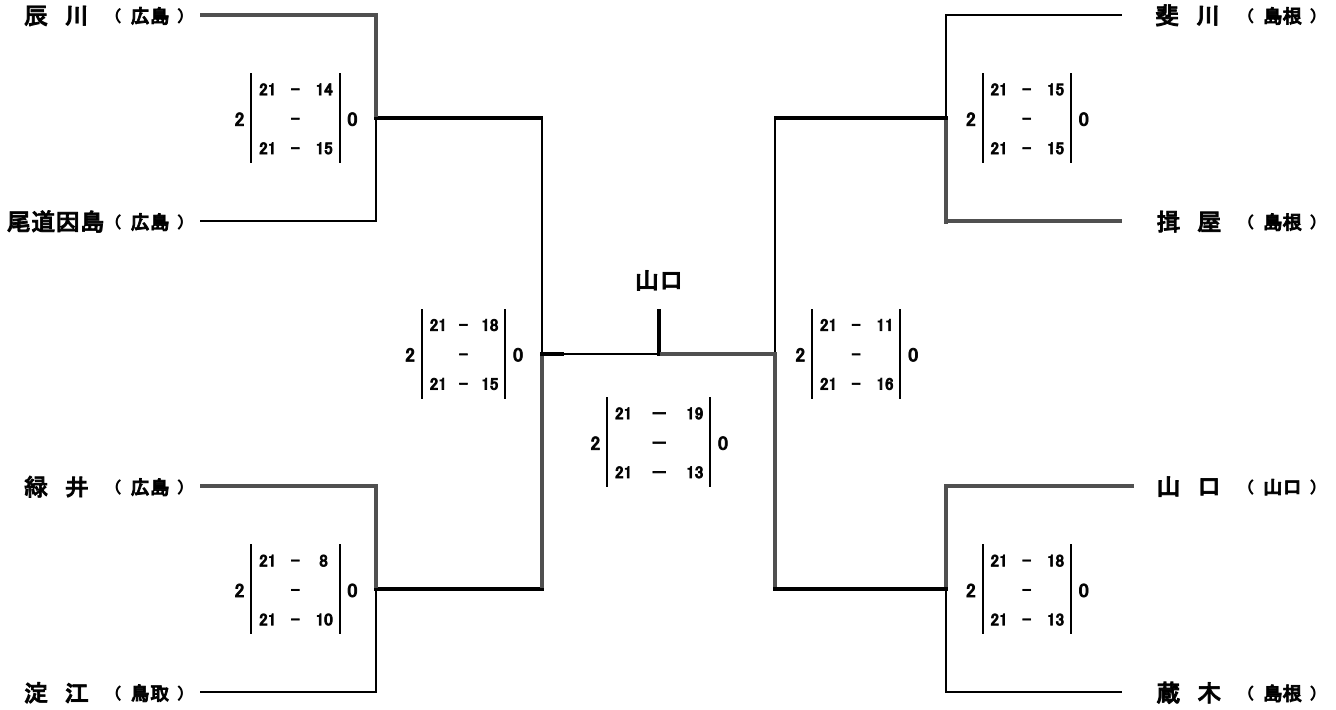 辰 川 （ 広島 ）
斐 川 （ 島根 ）
21 － 14
2 － 0
21 － 15
21 － 15
2 － 0
21 － 15
尾道因島 （ 広島 ）
揖 屋 （ 島根 ）
山口
21 － 18
2 － 0
21 － 15
21 － 11
2 － 0
21 － 16
21 － 19
2 － 0
21 － 13
緑 井 （ 広島 ）
山 口 （ 山口 ）
21 － 8
2 － 0
21 － 10
21 － 18
2 － 0
21 － 13
淀 江 （ 鳥取 ）
蔵 木 （ 島根 ）